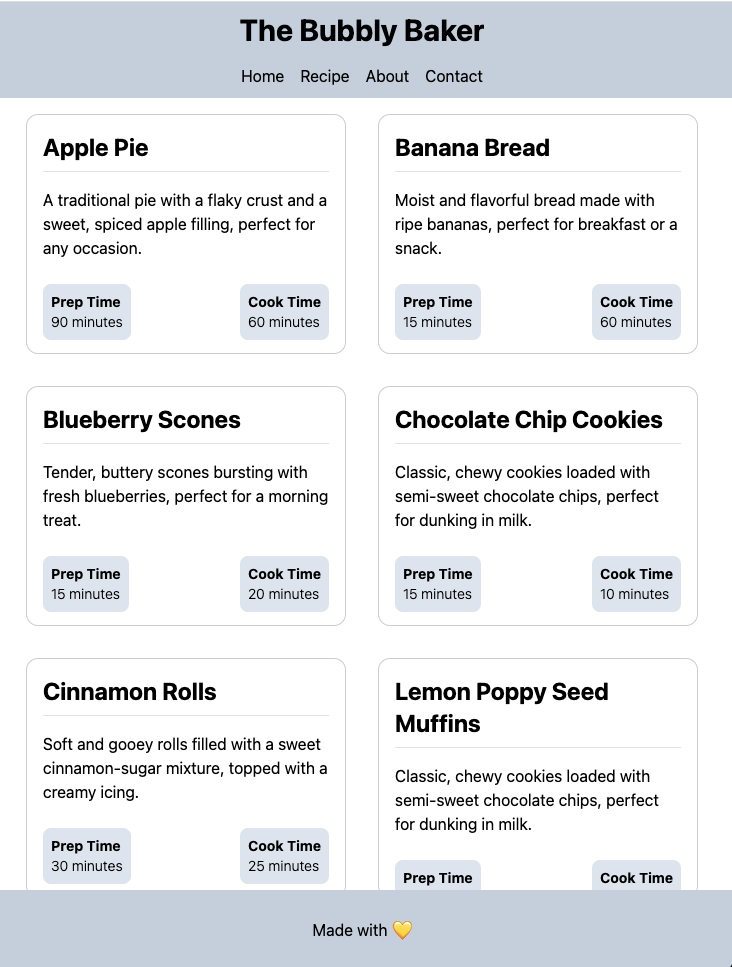 The Bubbly Baker
Home Recipe About Contact
Apple Pie
A traditional pie with a flaky crust and a
sweet, spiced apple filling, perfect for
any occasion.
Prep Time
90 minutes
Cook Time
60 minutes
Banana Bread
Moist and flavorful bread made with
ripe bananas, perfect for breakfast or a
snack.
Prep Time
15 minutes
Cook Time
60 minutes
Blueberry Scones
Tender, buttery scones bursting with
fresh blueberries, perfect for a morning
treat.
Prep Time
15 minutes
Cook Time
20 minutes
Chocolate Chip Cookies
Classic, chewy cookies loaded with
semi-sweet chocolate chips, perfect
for dunking in milk.
Prep Time
15 minutes
Cook Time
10 minutes
Cinnamon Rolls
Soft and gooey rolls filled with a sweet
cinnamon-sugar mixture, topped with a
creamy icing.
Prep Time
30 minutes
Cook Time
25 minutes
Lemon Poppy Seed
Muffins
Classic, chewy cookies loaded with
semi-sweet chocolate chips, perfect
for dunking in milk.
Prep Time
Cook Time
Made with 💛